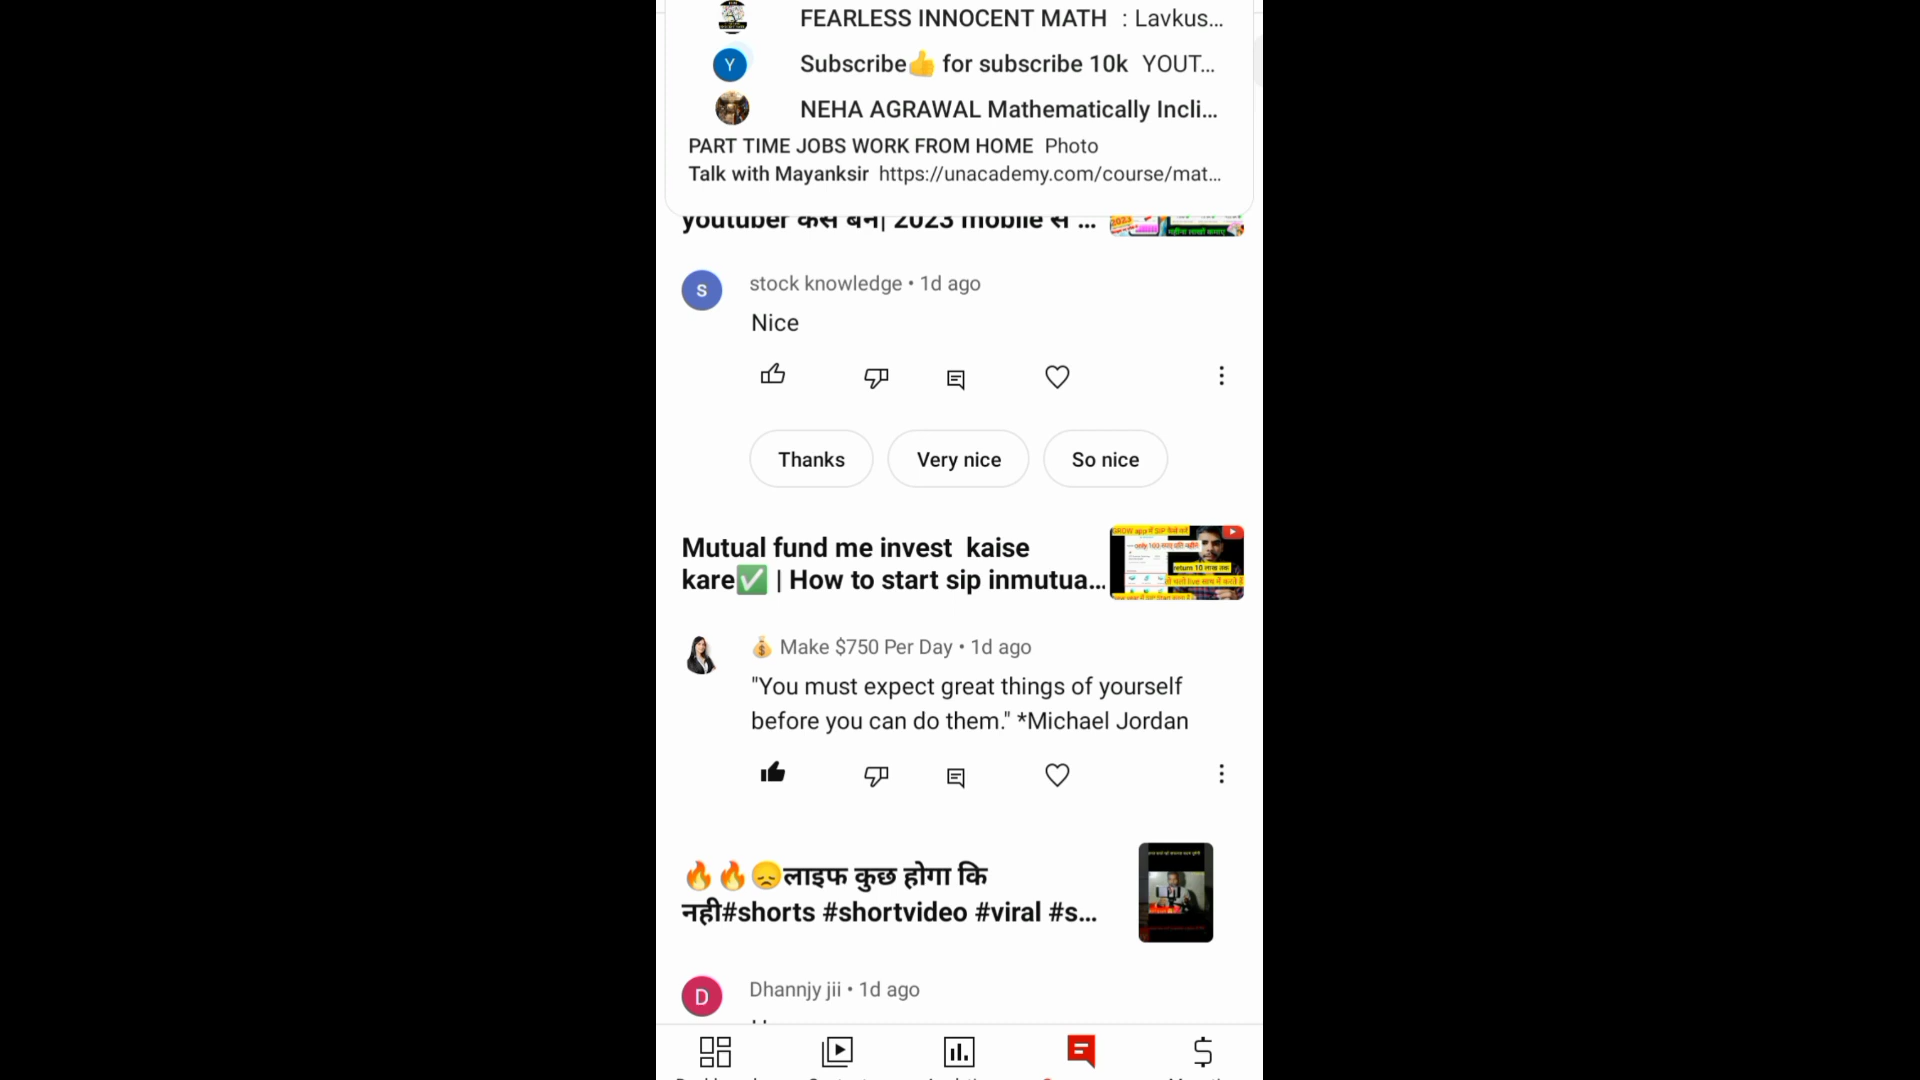 FEARLESS INNOCENT MATH : Lavkus...
Y
Subscribe👍 for subscribe 10k YOUT...
NEHA AGRAWAL Mathematically Incli...
PART TIME JOBS WORK FROM HOME Photo
Talk with Mayanksir https://unacademy.com/course/mat...
youtuber कैसे बने| 2023 mobile से ...
2023
S
stock knowledge • 1d ago
Nice
Thanks
Very nice
So nice
Mutual fund me invest kaise
kare✅ | How to start sip inmutua...
return 10 लाख तक
💰 Make $750 Per Day • 1d ago
"You must expect great things of yourself
before you can do them." *Michael Jordan
🔥🔥😞लाइफ कुछ होगा कि
नही#shorts #shortvideo #viral #s...
D
Dhannjy jii • 1d ago